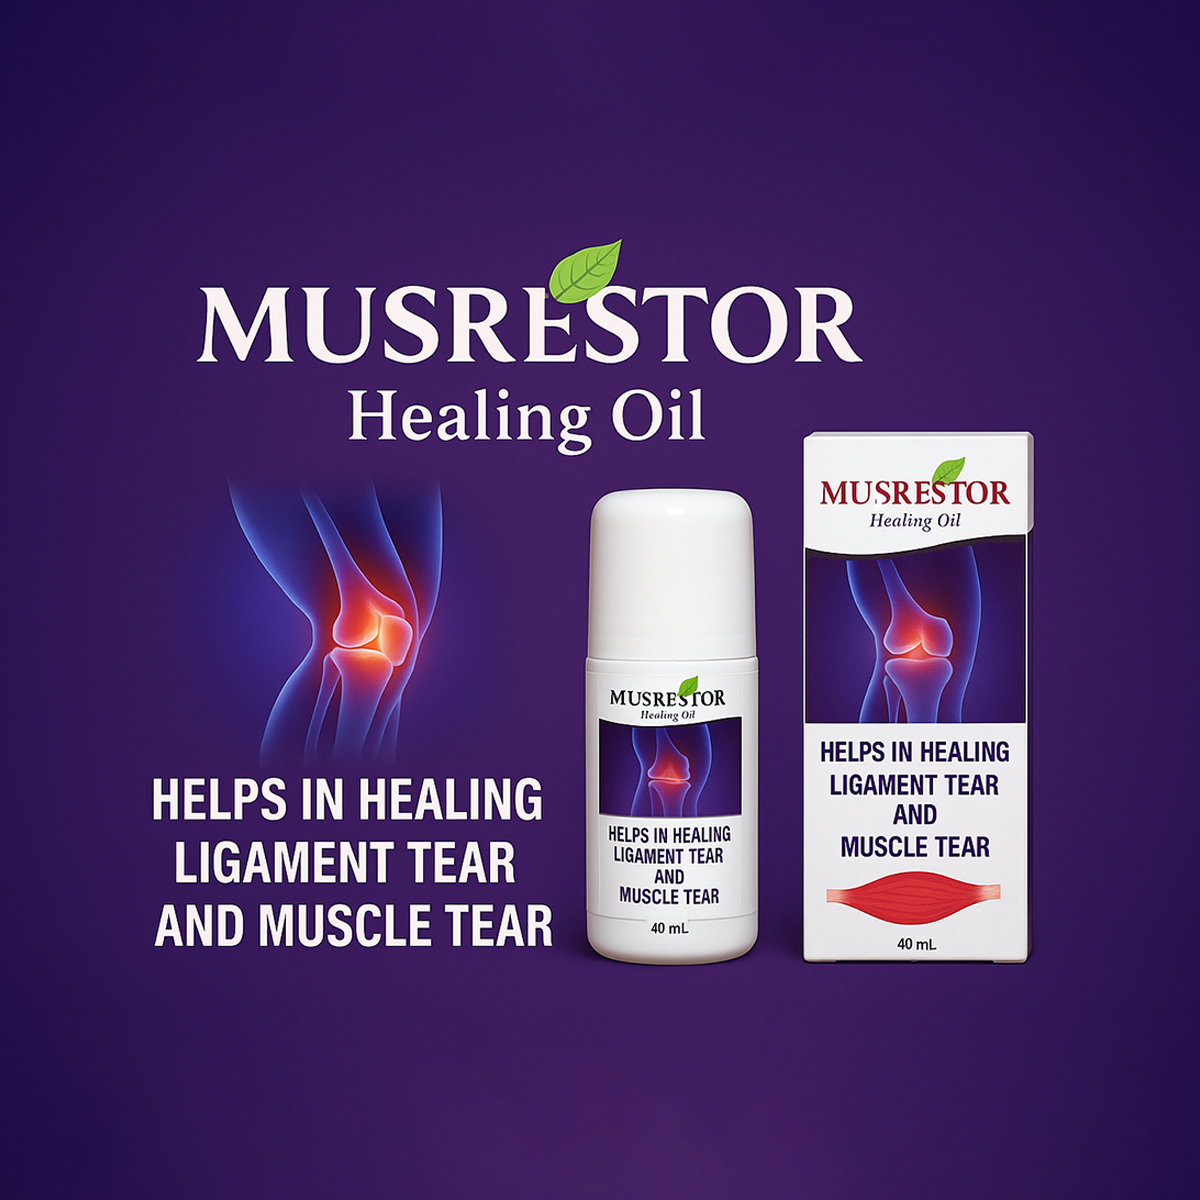 MUSRESTOR
Healing Oil
HELPS IN HEALING
LIGAMENT TEAR
AND MUSCLE TEAR
MUSRESTOR
Healing Oil
HELPS IN HEALING
LIGAMENT TEAR
AND
MUSCLE TEAR
40 mL
MUSRESTOR
Healing Oil
HELPS IN HEALING
LIGAMENT TEAR
AND
MUSCLE TEAR
40 mL